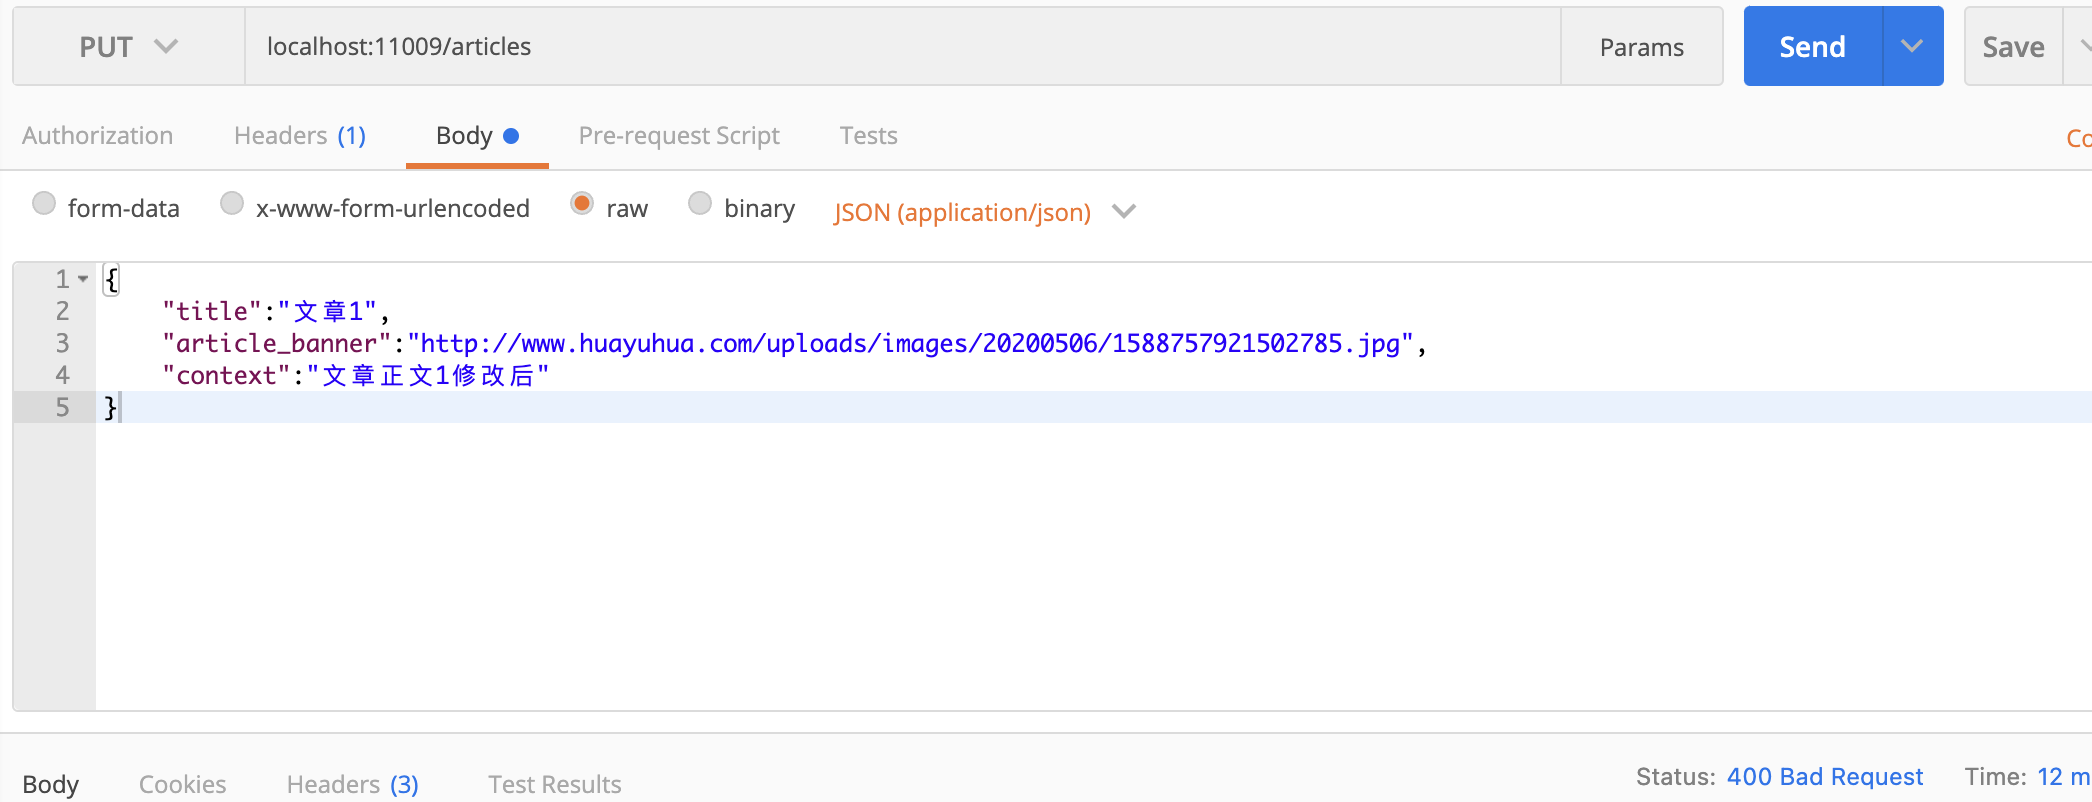 PUT localhost:11009/articles Params Send Save
Authorization Headers (1) Body Pre-request Script Tests
form-data x-www-form-urlencoded raw binary JSON (application/json)
1 {
2 "title":"文章1",
3 "article_banner":"http://www.huayuhua.com/uploads/images/20200506/1588757921502785.jpg",
4 "context":"文章正文1修改后"
5 }
Body Cookies Headers (3) Test Results Status: 400 Bad Request Time: 12